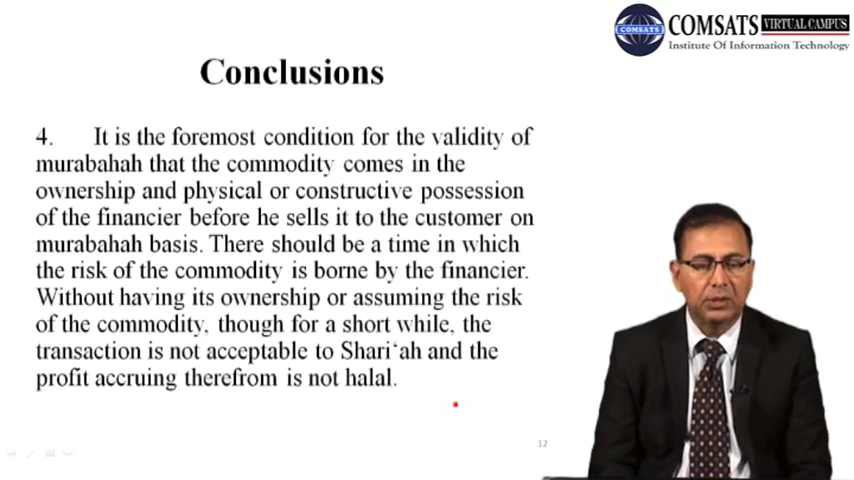 COMSATS VIRTUAL CAMPUS
COMSATS
Institute Of Information Technology
Conclusions
4. It is the foremost condition for the validity of
murabahah that the commodity comes in the
ownership and physical or constructive possession
of the financier before he sells it to the customer on
murabahah basis. There should be a time in which
the risk of the commodity is borne by the financier.
Without having its ownership or assuming the risk
of the commodity, though for a short while, the
transaction is not acceptable to Shari‘ah and the
profit accruing therefrom is not halal.
12